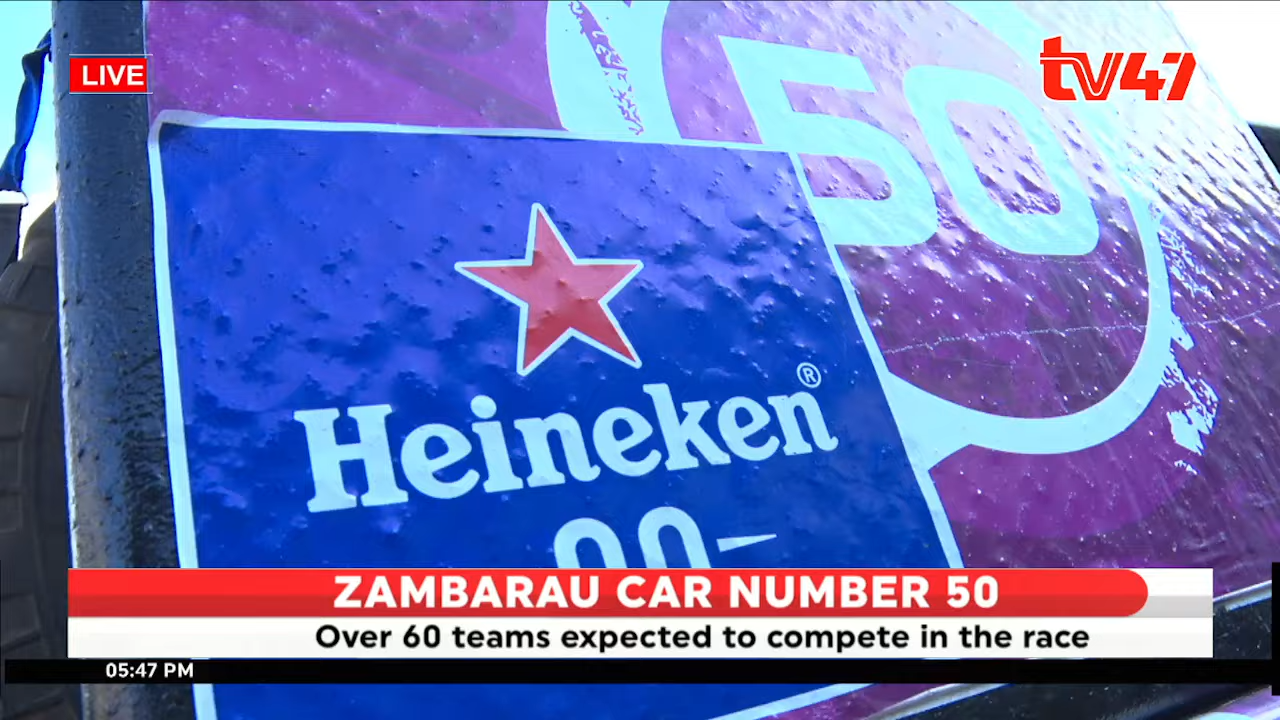 LIVE
tv47
50
Heineken®
ZAMBARAU CAR NUMBER 50
Over 60 teams expected to compete in the race
05:47 PM